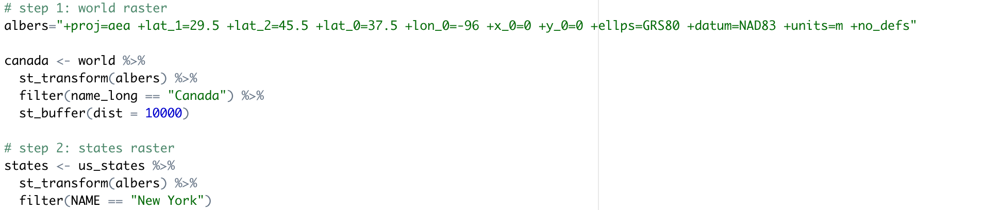 # step 1: world raster
albers="+proj=aea +lat_1=29.5 +lat_2=45.5 +lat_0=37.5 +lon_0=-96 +x_0=0 +y_0=0 +ellps=GRS80 +datum=NAD83 +units=m +no_defs"

canada <- world %>%
  st_transform(albers) %>%
  filter(name_long == "Canada") %>%
  st_buffer(dist = 10000)

# step 2: states raster
states <- us_states %>%
  st_transform(albers) %>%
  filter(NAME == "New York")